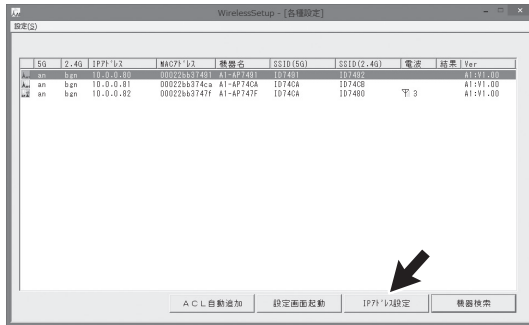 WirelessSetup - [各種設定]
設定(S)
5G 2.4G IPｱﾄﾞﾚｽ MACｱﾄﾞﾚｽ 機器名 SSID(5G) SSID(2.4G) 電波 結果 Ver
an bgn 10.0.0.80 00022bb37491 A1-AP7491 ID7491 ID7492 A1:V1.00
an bgn 10.0.0.81 00022bb374ca A1-AP74CA ID74CA ID74CB A1:V1.00
an bgn 10.0.0.82 00022bb3747f A1-AP747F ID74CA ID7480 3 A1:V1.00
ＡＣＬ自動追加 設定画面起動 IPｱﾄﾞﾚｽ設定 機器検索